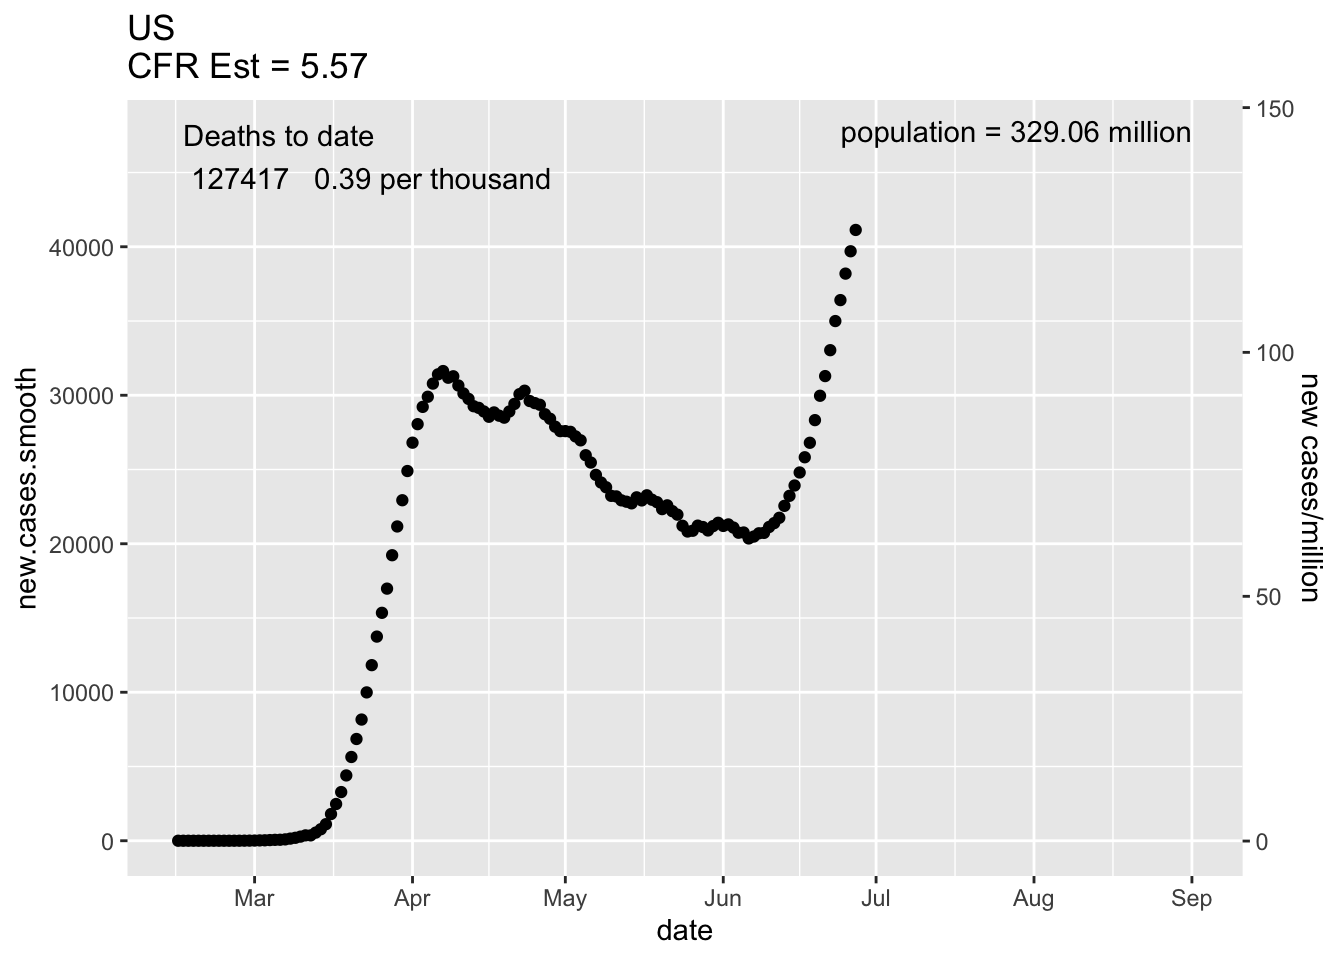 US
CFR Est = 5.57
Deaths to date
127417 0.39 per thousand
population = 329.06 million
new.cases.smooth
40000
30000
20000
10000
0
150
100
50
0
new cases/million
Mar Apr May Jun Jul Aug Sep
date